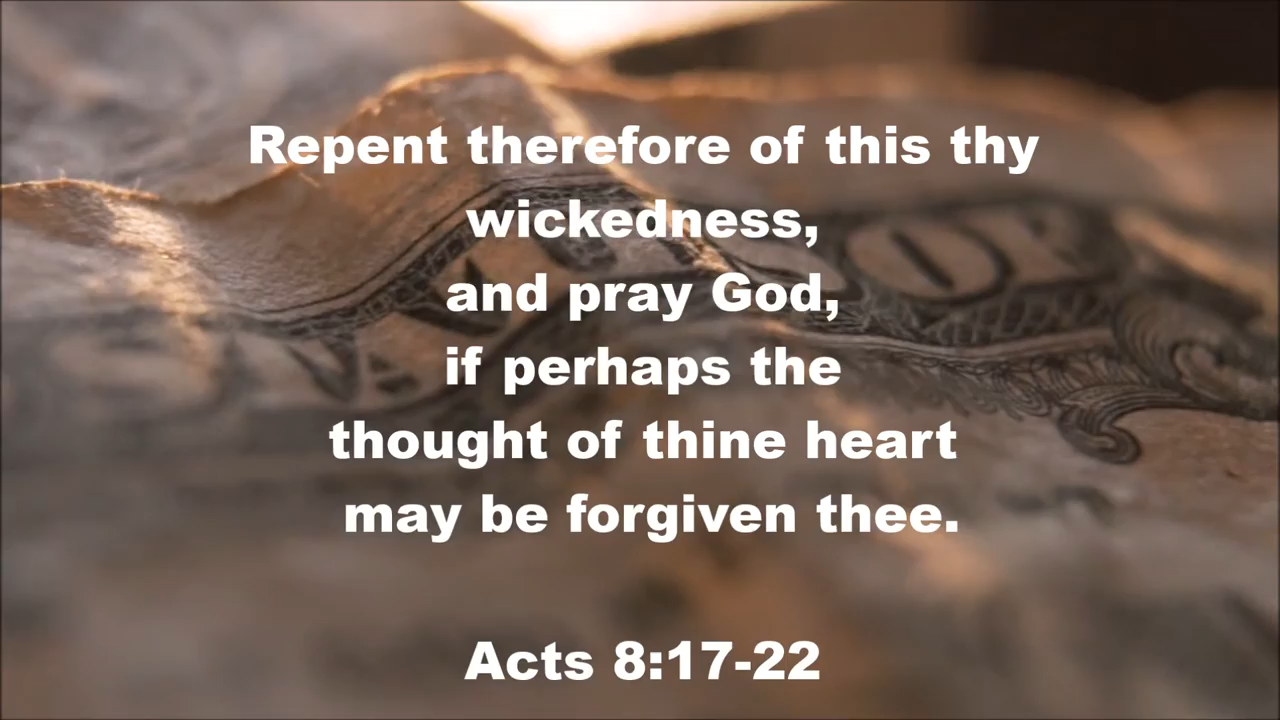 Repent therefore of this thy
wickedness,
and pray God,
if perhaps the
thought of thine heart
may be forgiven thee.
Acts 8:17-22